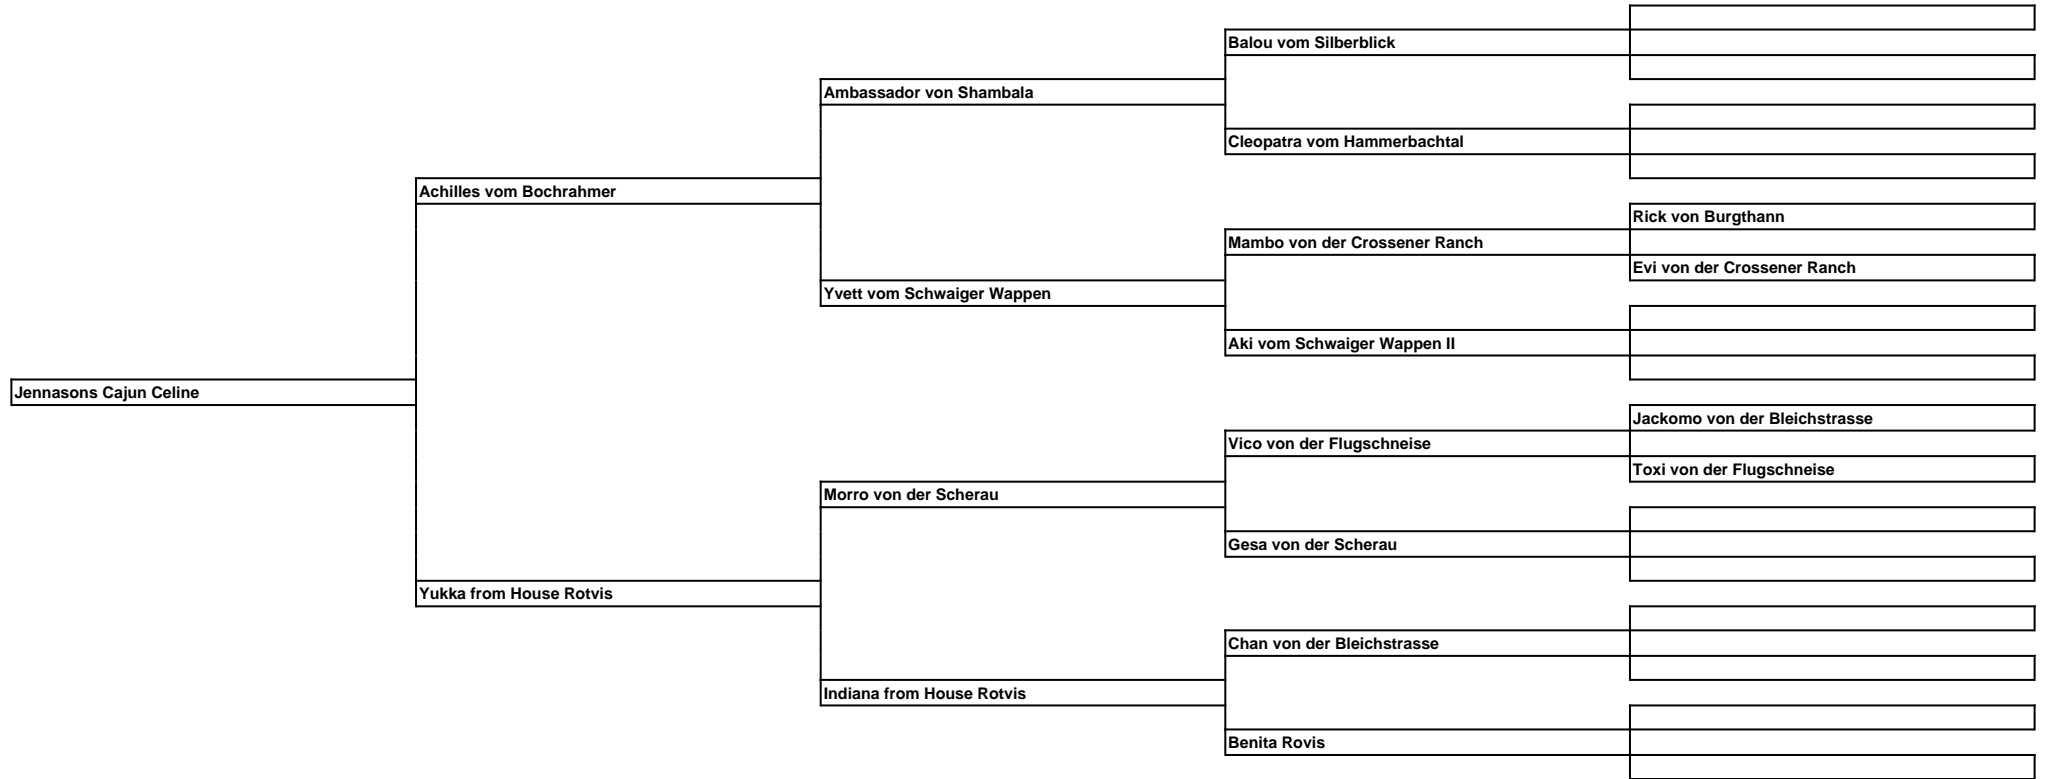 Balou vom Silberblick
Ambassador von Shambala
Cleopatra vom Hammerbachtal
Achilles vom Bochrahmer
Rick von Burgthann
Mambo von der Crossener Ranch
Evi von der Crossener Ranch
Yvett vom Schwaiger Wappen
Aki vom Schwaiger Wappen II
Jennasons Cajun Celine
Jackomo von der Bleichstrasse
Vico von der Flugschneise
Toxi von der Flugschneise
Morro von der Scherau
Gesa von der Scherau
Yukka from House Rotvis
Chan von der Bleichstrasse
Indiana from House Rotvis
Benita Rovis